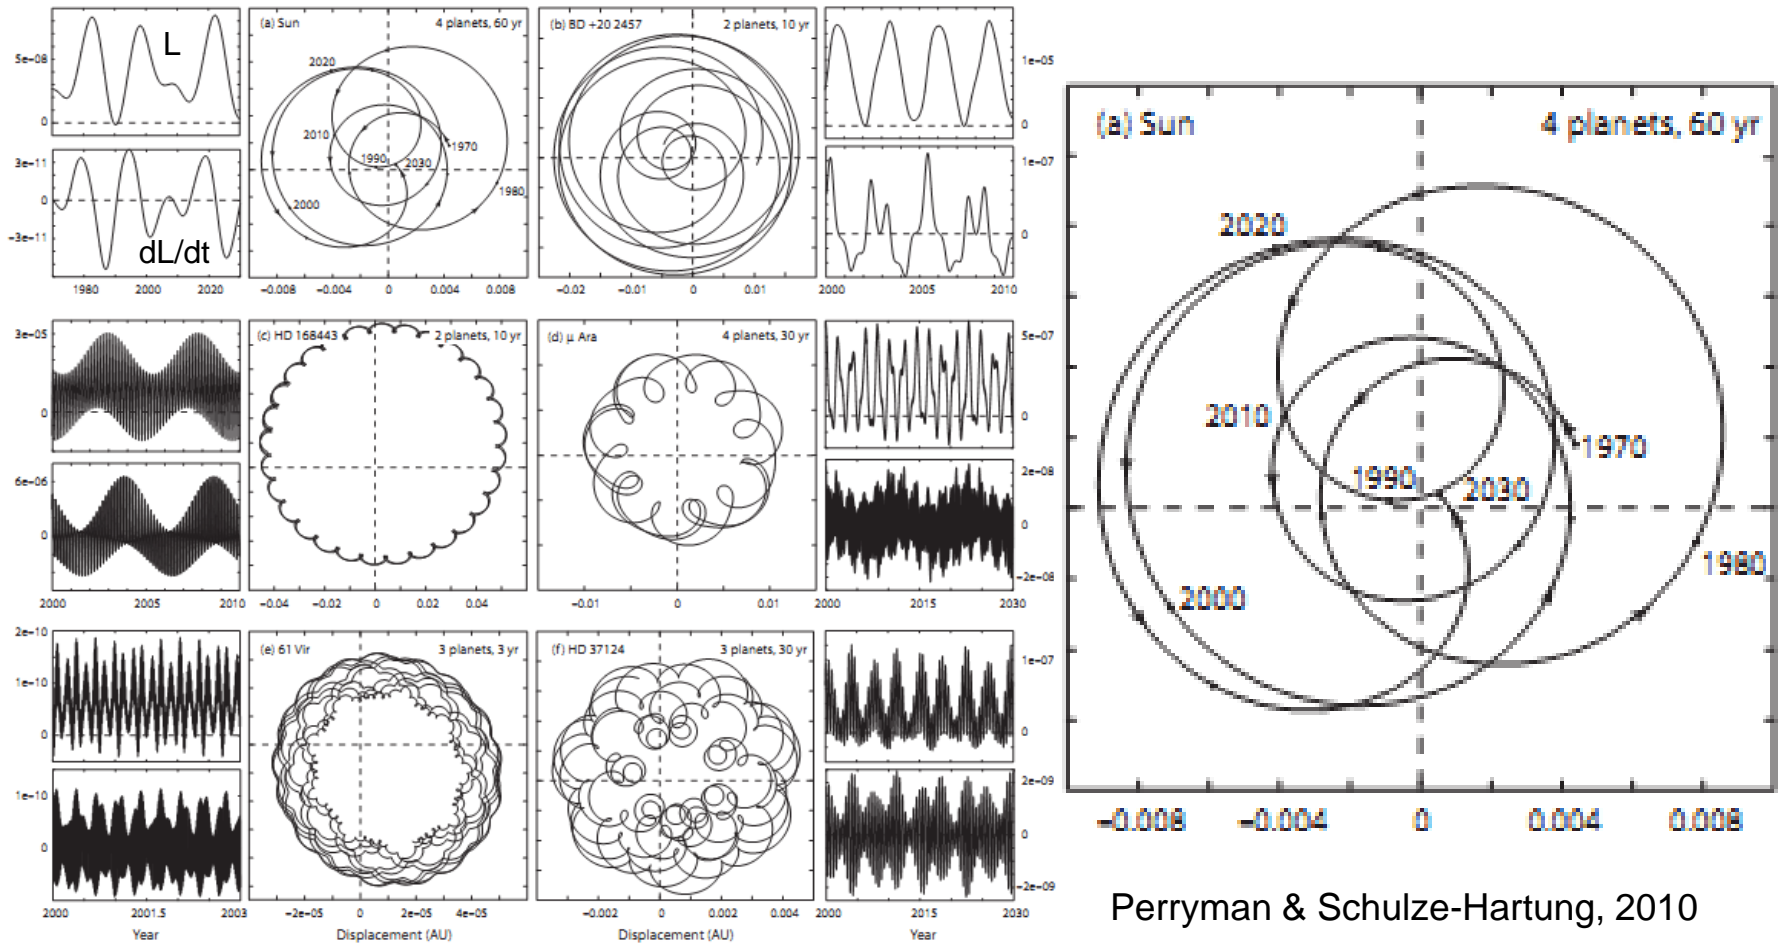 L
5e−08
0
3e−11
0
−3e−11
dL/dt
1980 2000 2020
(a) Sun 4 planets, 60 yr
2020
2010
1990
2030
1970
1980
2000
−0.008 −0.004 0 0.004 0.008
(b) BD +20 2457 2 planets, 10 yr
−0.02 −0.01 0 0.01
1e−05
0
1e−07
0
2000 2005 2010
3e−05
0
6e−06
0
2000 2005 2010
(c) HD 168443 2 planets, 10 yr
−0.04 −0.02 0 0.02 0.04
(d) μ Ara 4 planets, 30 yr
−0.01 0 0.01
5e−07
0
2e−08
0
−2e−08
2000 2015 2030
2e−10
1e−10
0
1e−10
0
2000 2001.5 2003
Year
(e) 61 Vir 3 planets, 3 yr
−2e−05 0 2e−05 4e−05
Displacement (AU)
(f) HD 37124 3 planets, 30 yr
−0.002 0 0.002 0.004
Displacement (AU)
1e−07
0
2e−09
0
−2e−09
2000 2015 2030
Year
(a) Sun 4 planets, 60 yr
2020
2010
1970
1990
2030
1980
2000
−0.008 −0.004 0 0.004 0.008
Perryman & Schulze-Hartung, 2010